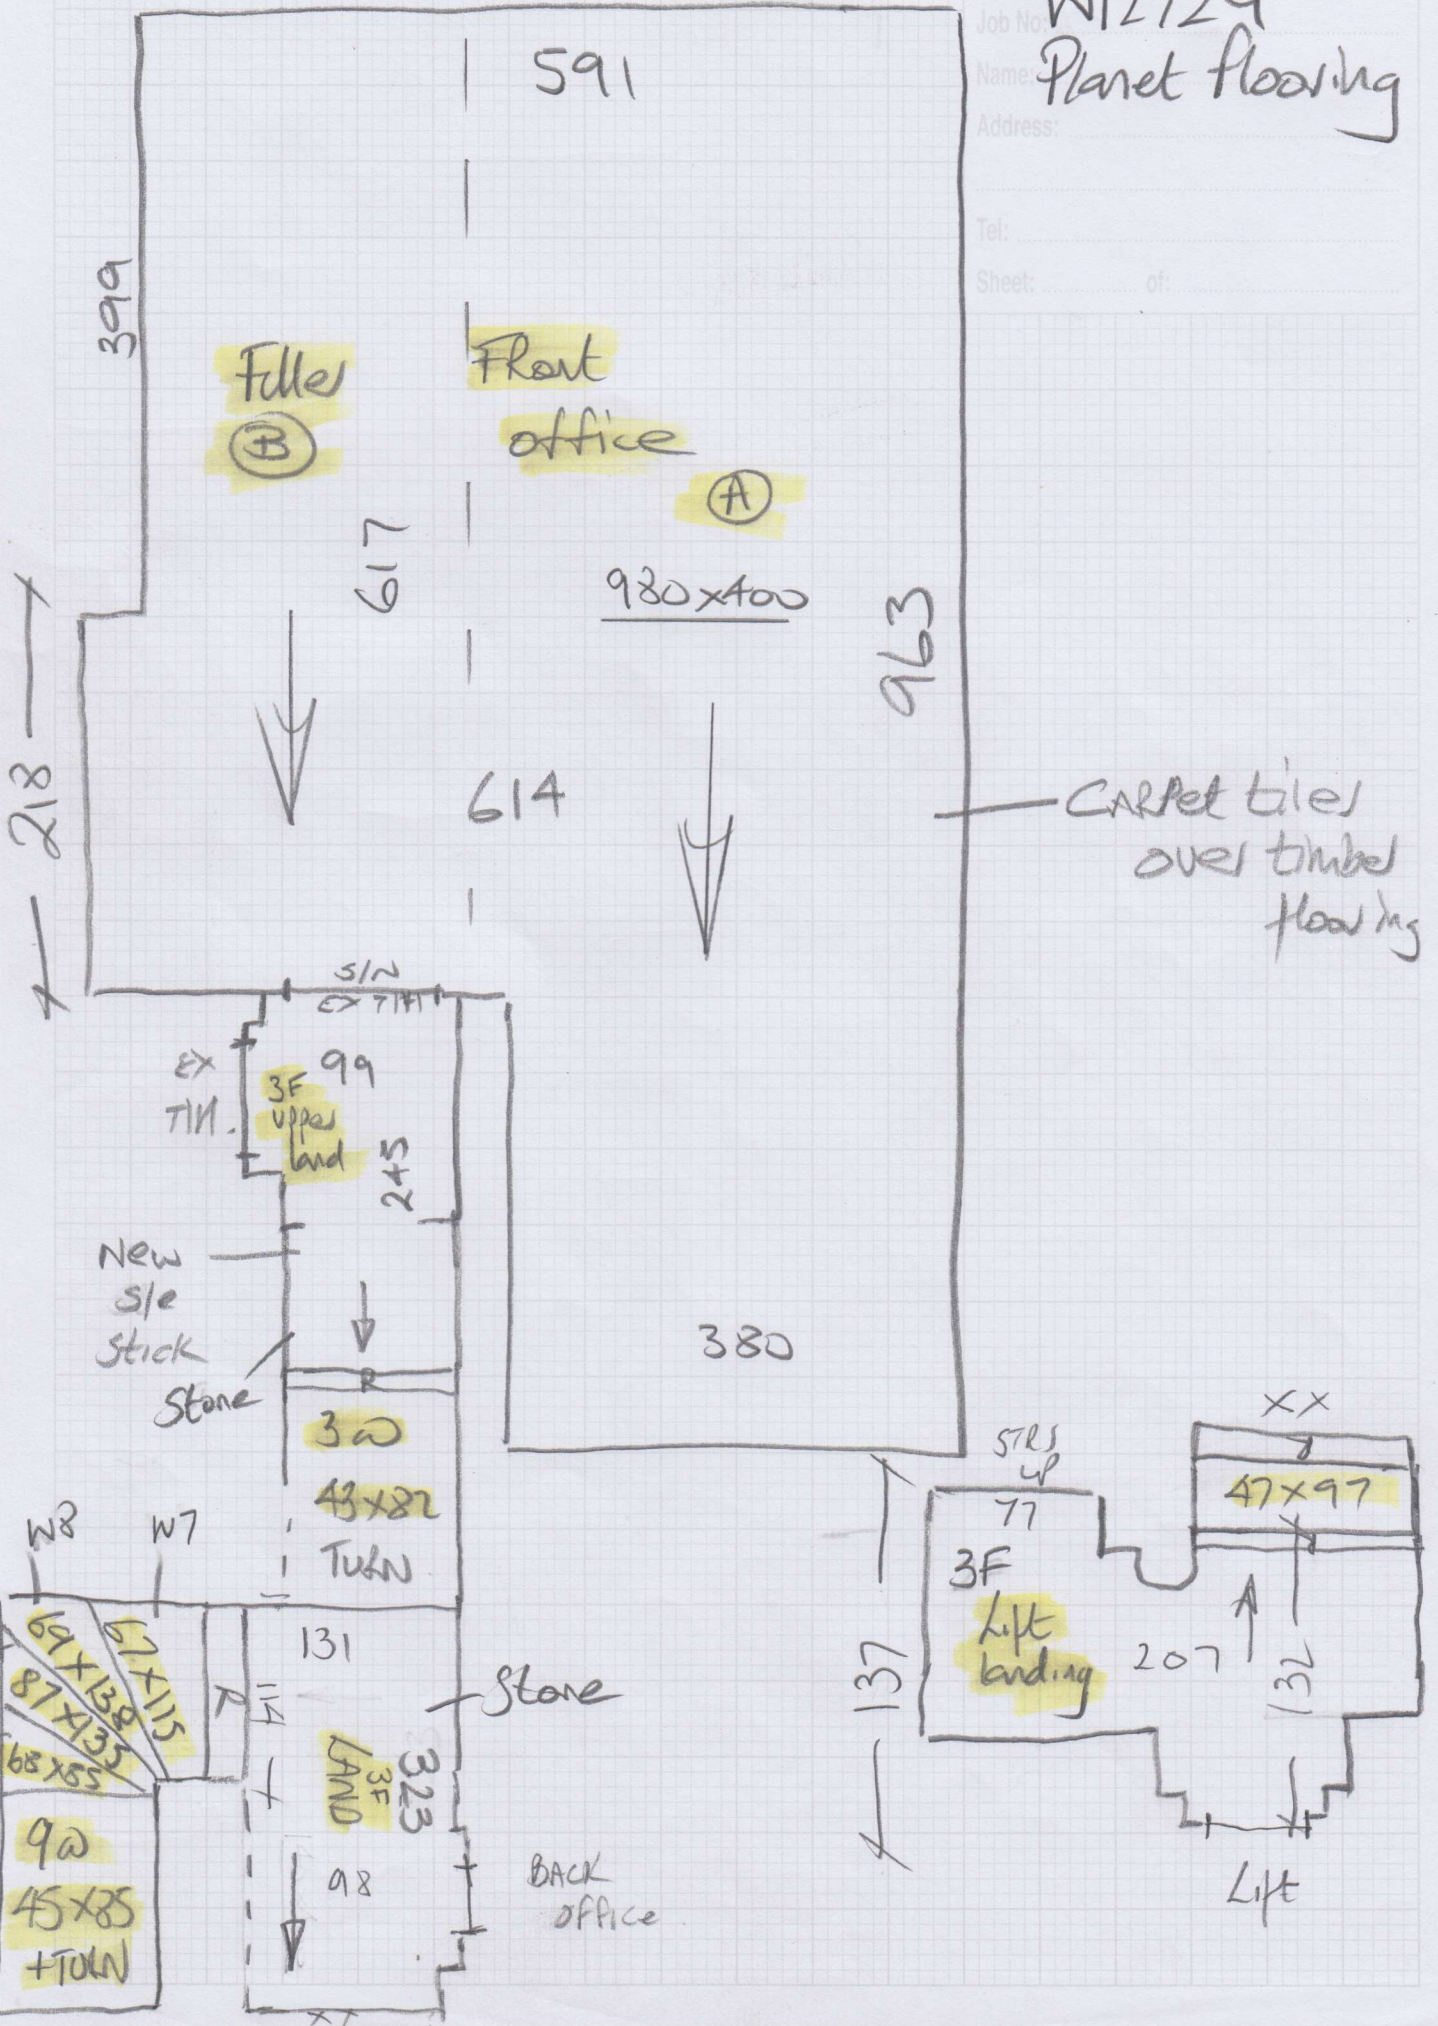 Job No: W12729
Name: Planet flooring
Address:
Tel:
Sheet: of:
591
399
Filler
B
Front
office
A
617
980x400
963
218
614
CARPet tiles
over timber
flooring
S/N
EX TIM
EX
TIM.
99
3F
upper
land
245
New
S/e
stick
Stone
R
380
3W
43x82
TURN
W8
W7
69x138
67x115
87x135
68x85
R
9W
45x85
+TURN
131
114
Stone
3F
LAND
323
98
BACK
office
XX
STRS
UP
77
3F
Lift
landing
137
207
132
XX
47x97
Lift